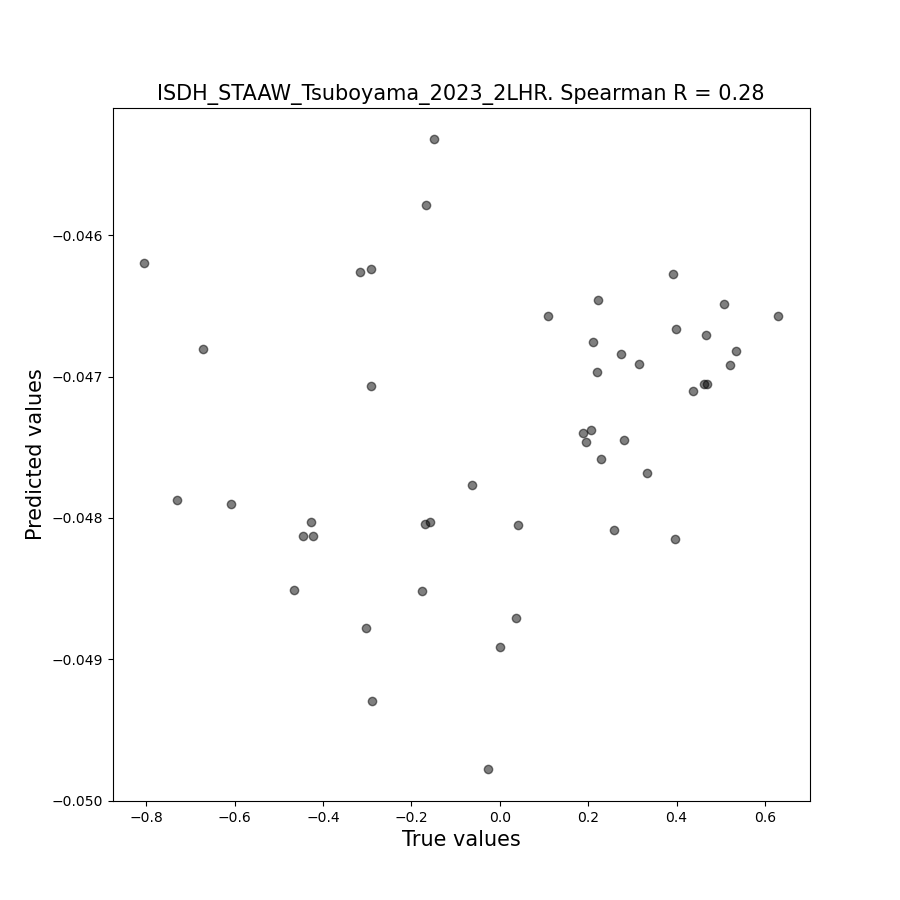 ISDH_STAAW_Tsuboyama_2023_2LHR. Spearman R = 0.28
Predicted values
−0.046
−0.047
−0.048
−0.049
−0.050
−0.8 −0.6 −0.4 −0.2 0.0 0.2 0.4 0.6
True values